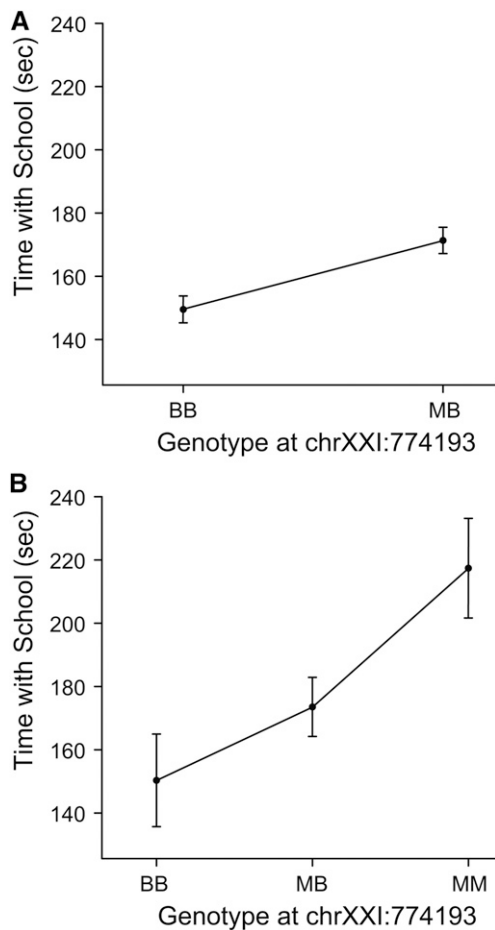 A
Time with School (sec)
240
220
200
180
160
140
BB MB
Genotype at chrXXI:774193
B
Time with School (sec)
240
220
200
180
160
140
BB MB MM
Genotype at chrXXI:774193